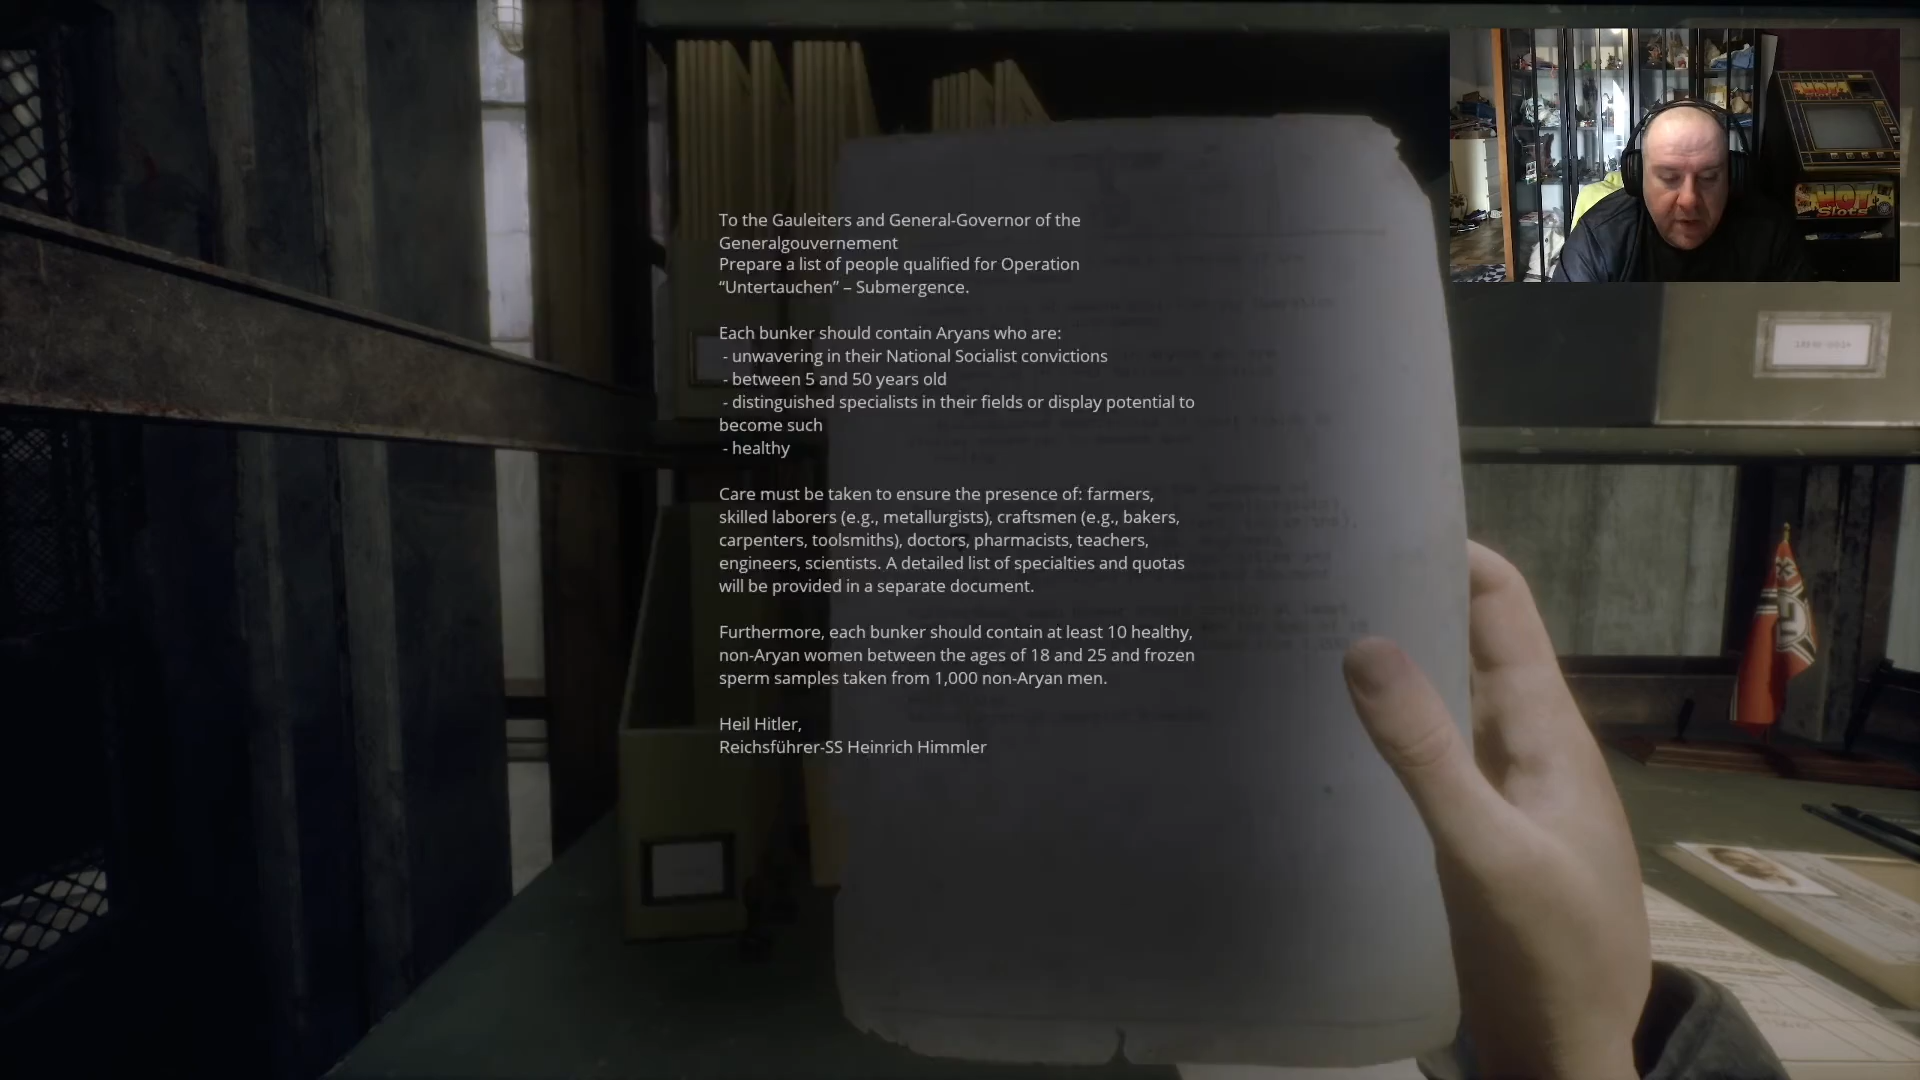 To the Gauleiters and General-Governor of the
Generalgouvernement
Prepare a list of people qualified for Operation
“Untertauchen” – Submergence.
Each bunker should contain Aryans who are:
- unwavering in their National Socialist convictions
- between 5 and 50 years old
- distinguished specialists in their fields or display potential to
become such
- healthy
Care must be taken to ensure the presence of: farmers,
skilled laborers (e.g., metallurgists), craftsmen (e.g., bakers,
carpenters, toolsmiths), doctors, pharmacists, teachers,
engineers, scientists. A detailed list of specialties and quotas
will be provided in a separate document.
Furthermore, each bunker should contain at least 10 healthy,
non-Aryan women between the ages of 18 and 25 and frozen
sperm samples taken from 1,000 non-Aryan men.
Heil Hitler,
Reichsführer-SS Heinrich Himmler
HOT
Slots